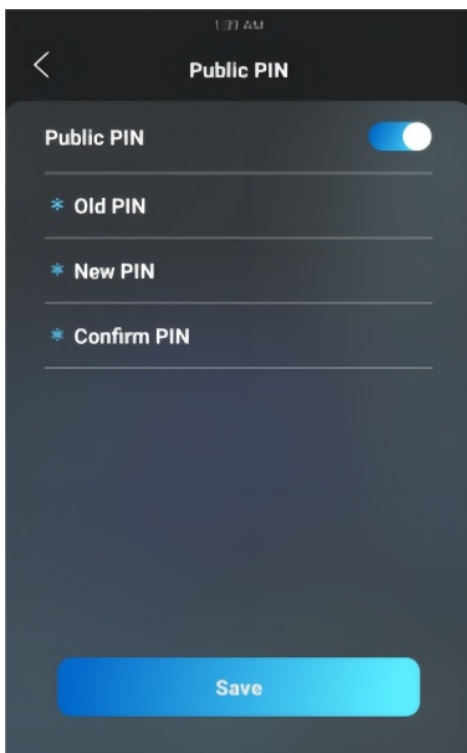 Public PIN
Public PIN
* Old PIN
* New PIN
* Confirm PIN
Save